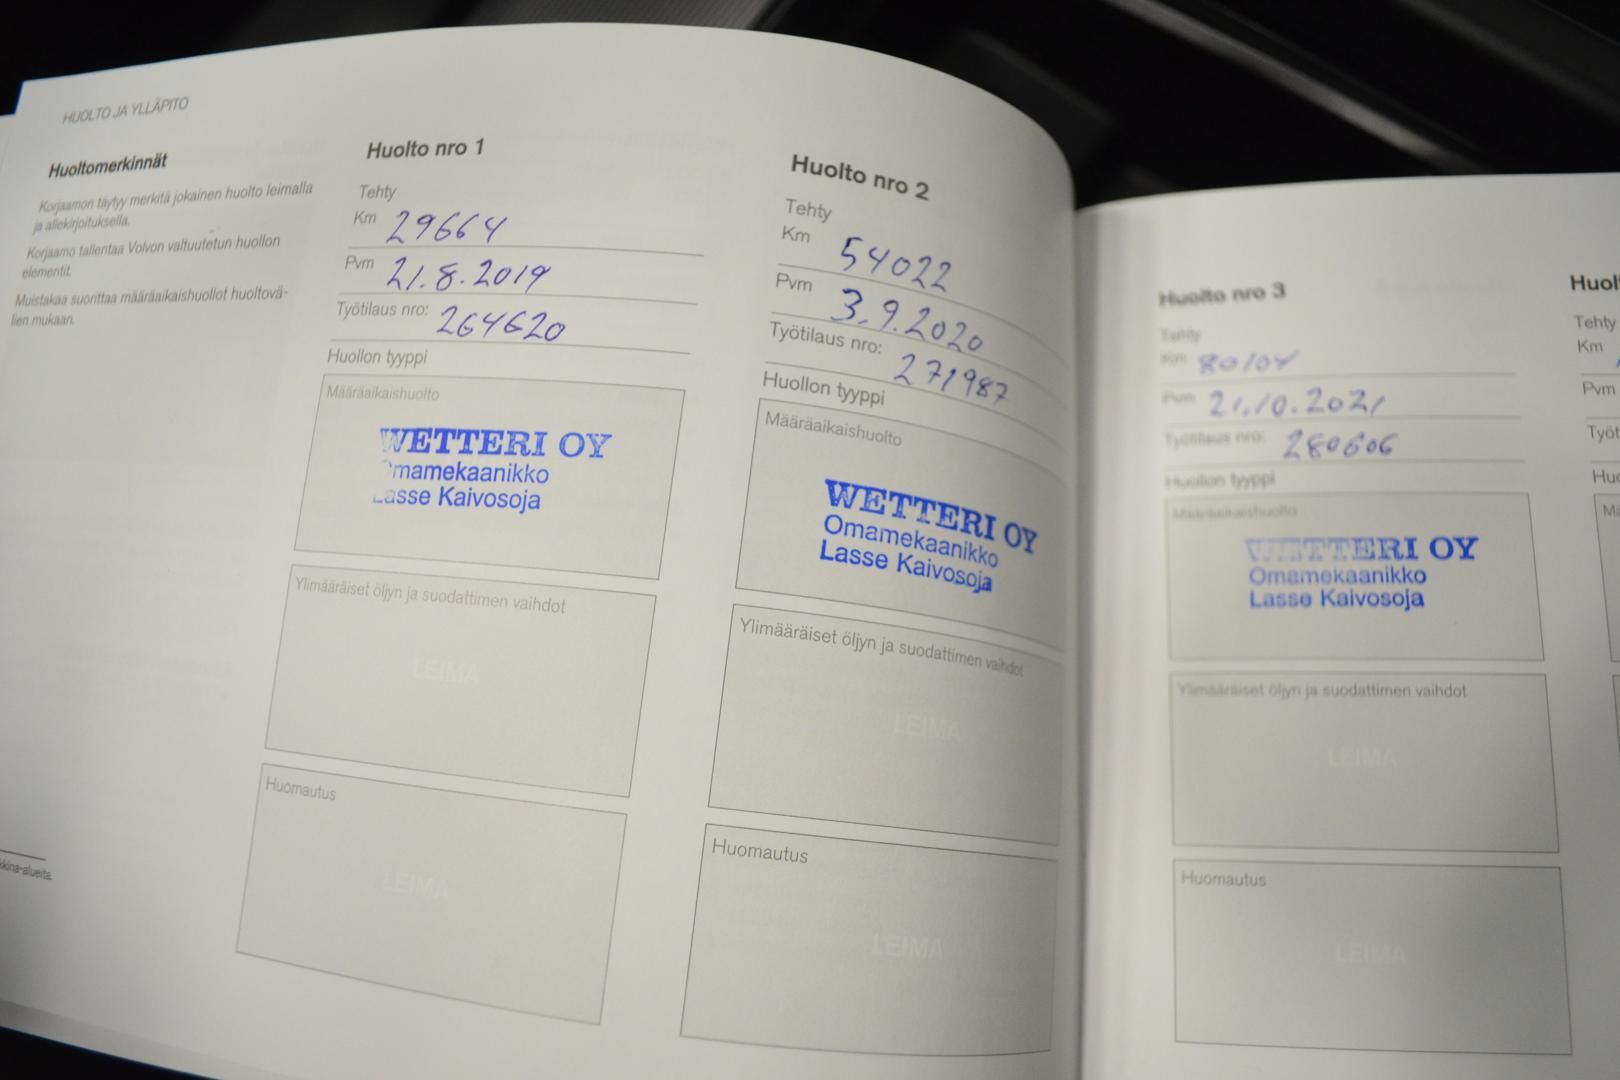 HUOLTO JA YLLÄPITO
Huoltomerkinnät
Korjaamon täytyy merkitä jokainen huolto leimalla
ja allekirjoituksella.
Korjaamo tallentaa Volvon valtuutetun huollon
elementit.
Muistakaa suorittaa määräaikaishuollot huoltovä-
lien mukaan.
kkina-alueita.
Huolto nro 1
Tehty
Km 29664
Pvm 21.8.2019
Työtilaus nro: 264620
Huollon tyyppi
Määräaikaishuolto
WETTERI OY
Omamekaanikko
Lasse Kaivosoja
Ylimääräiset öljyn ja suodattimen vaihdot
LEIMA
Huomautus
LEIMA
Huolto nro 2
Tehty
Km 54022
Pvm 3.9.2020
Työtilaus nro: 271987
Huollon tyyppi
Määräaikaishuolto
WETTERI OY
Omamekaanikko
Lasse Kaivosoja
Ylimääräiset öljyn ja suodattimen vaihdot
LEIMA
Huomautus
LEIMA
Huolto nro 3
Tehty
Km 80104
Pvm 21.10.2021
Työtilaus nro: 280606
Huollon tyyppi
Määräaikaishuolto
WETTERI OY
Omamekaanikko
Lasse Kaivosoja
Ylimääräiset öljyn ja suodattimen vaihdot
LEIMA
Huomautus
LEIMA
Huol
Tehty
Km
Pvm
Työt
Huo
Mä